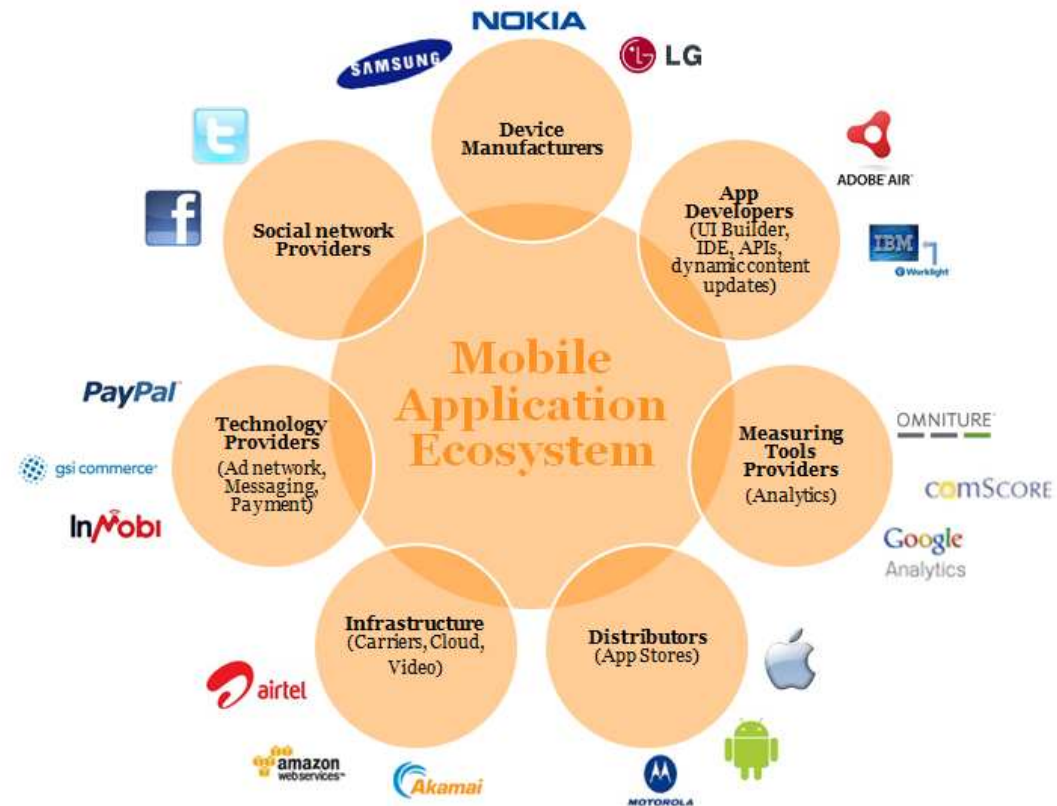 NOKIA
SAMSUNG
LG
Device
Manufacturers
ADOBE AIR
App
Developers
(UI Builder,
IDE, APIs,
dynamic content
updates)
IBM
Worklight
t
f
Social network
Providers
Mobile
Application
Ecosystem
PayPal
gsi commerce
InMobi
Technology
Providers
(Ad network,
Messaging,
Payment)
Measuring
Tools
Providers
(Analytics)
OMNITURE
comSCORE
Google
Analytics
Infrastructure
(Carriers, Cloud,
Video)
Distributors
(App Stores)
airtel
amazon
webservices™
Akamai
MOTOROLA